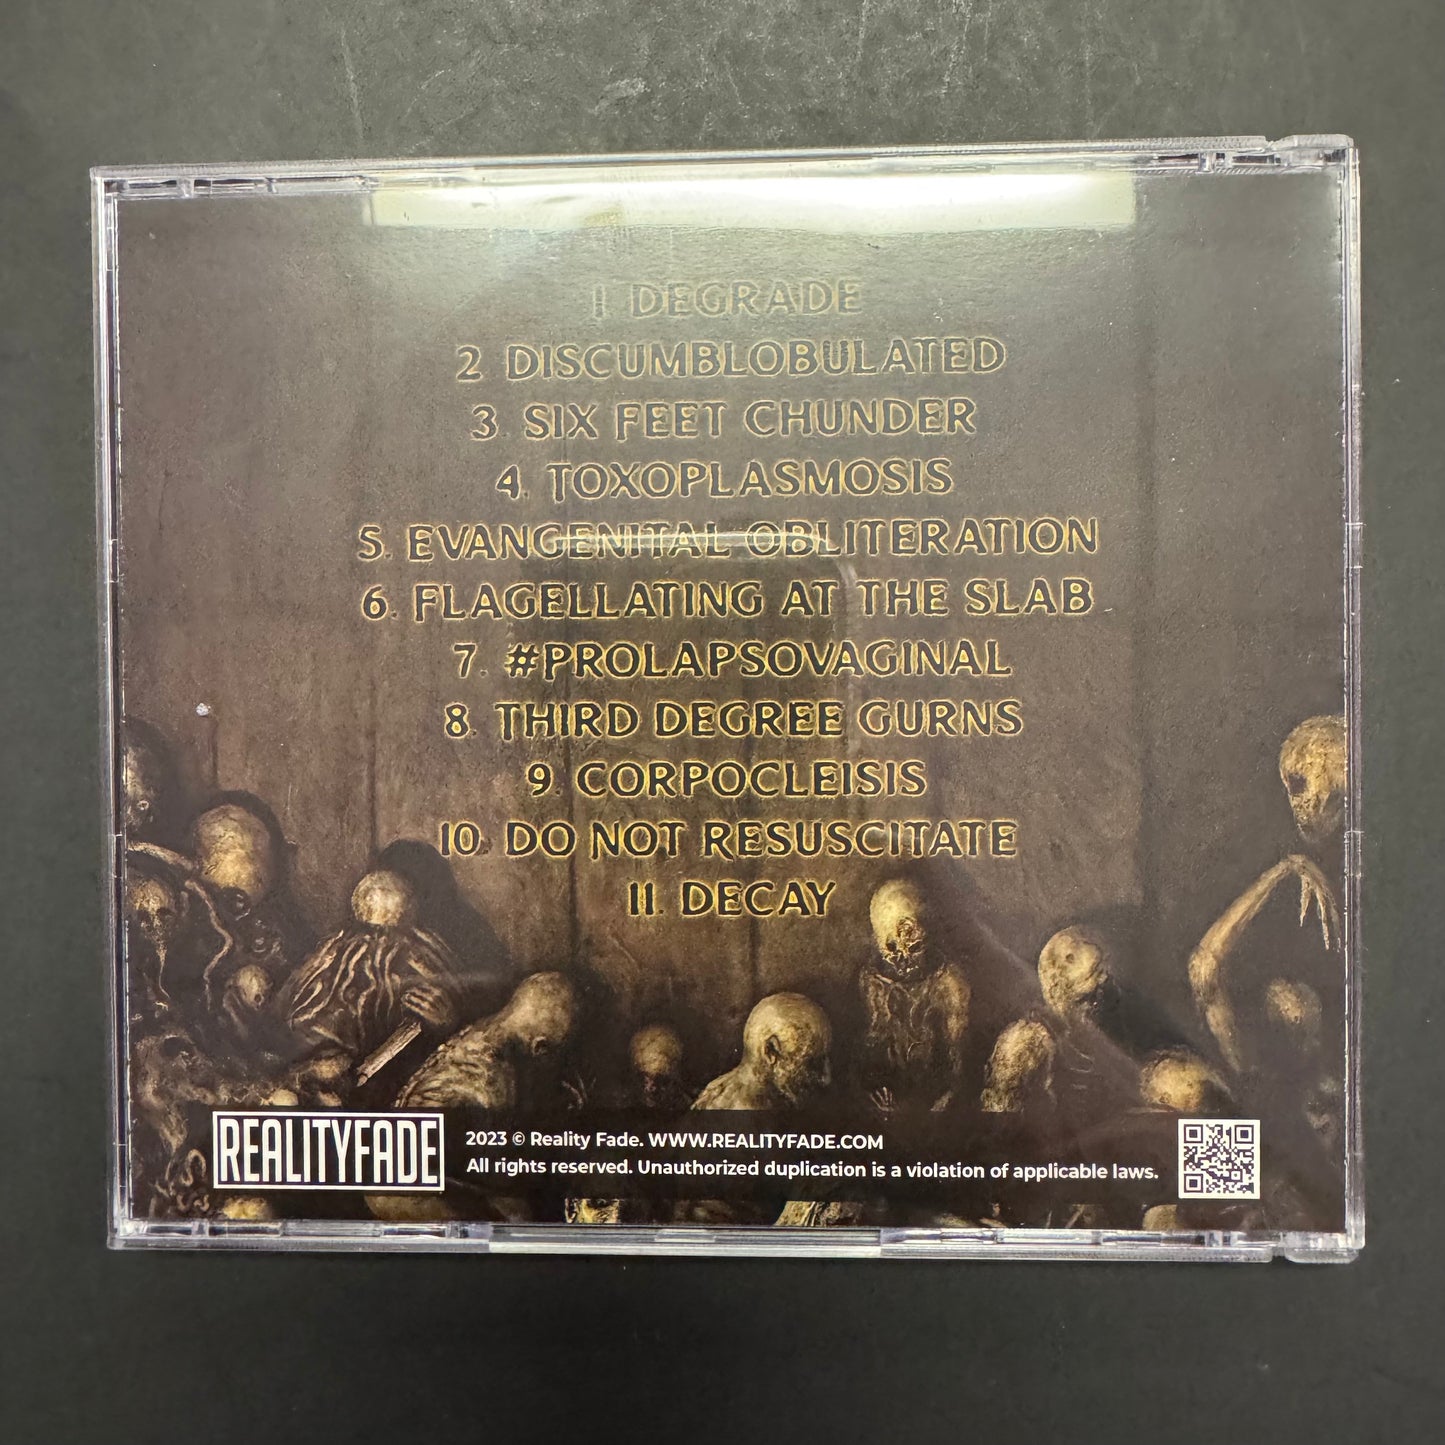 1. DEGRADE
2. DISCUMBLOBULATED
3. SIX FEET CHUNDER
4. TOXOPLASMOSIS
5. EVANGENITAL OBLITERATION
6. FLAGELLATING AT THE SLAB
7. #PROLAPSOVAGINAL
8. THIRD DEGREE GURNS
9. CORPOCLEISIS
10. DO NOT RESUSCITATE
11. DECAY
REALITYFADE
2023 © Reality Fade. WWW.REALITYFADE.COM
All rights reserved. Unauthorized duplication is a violation of applicable laws.